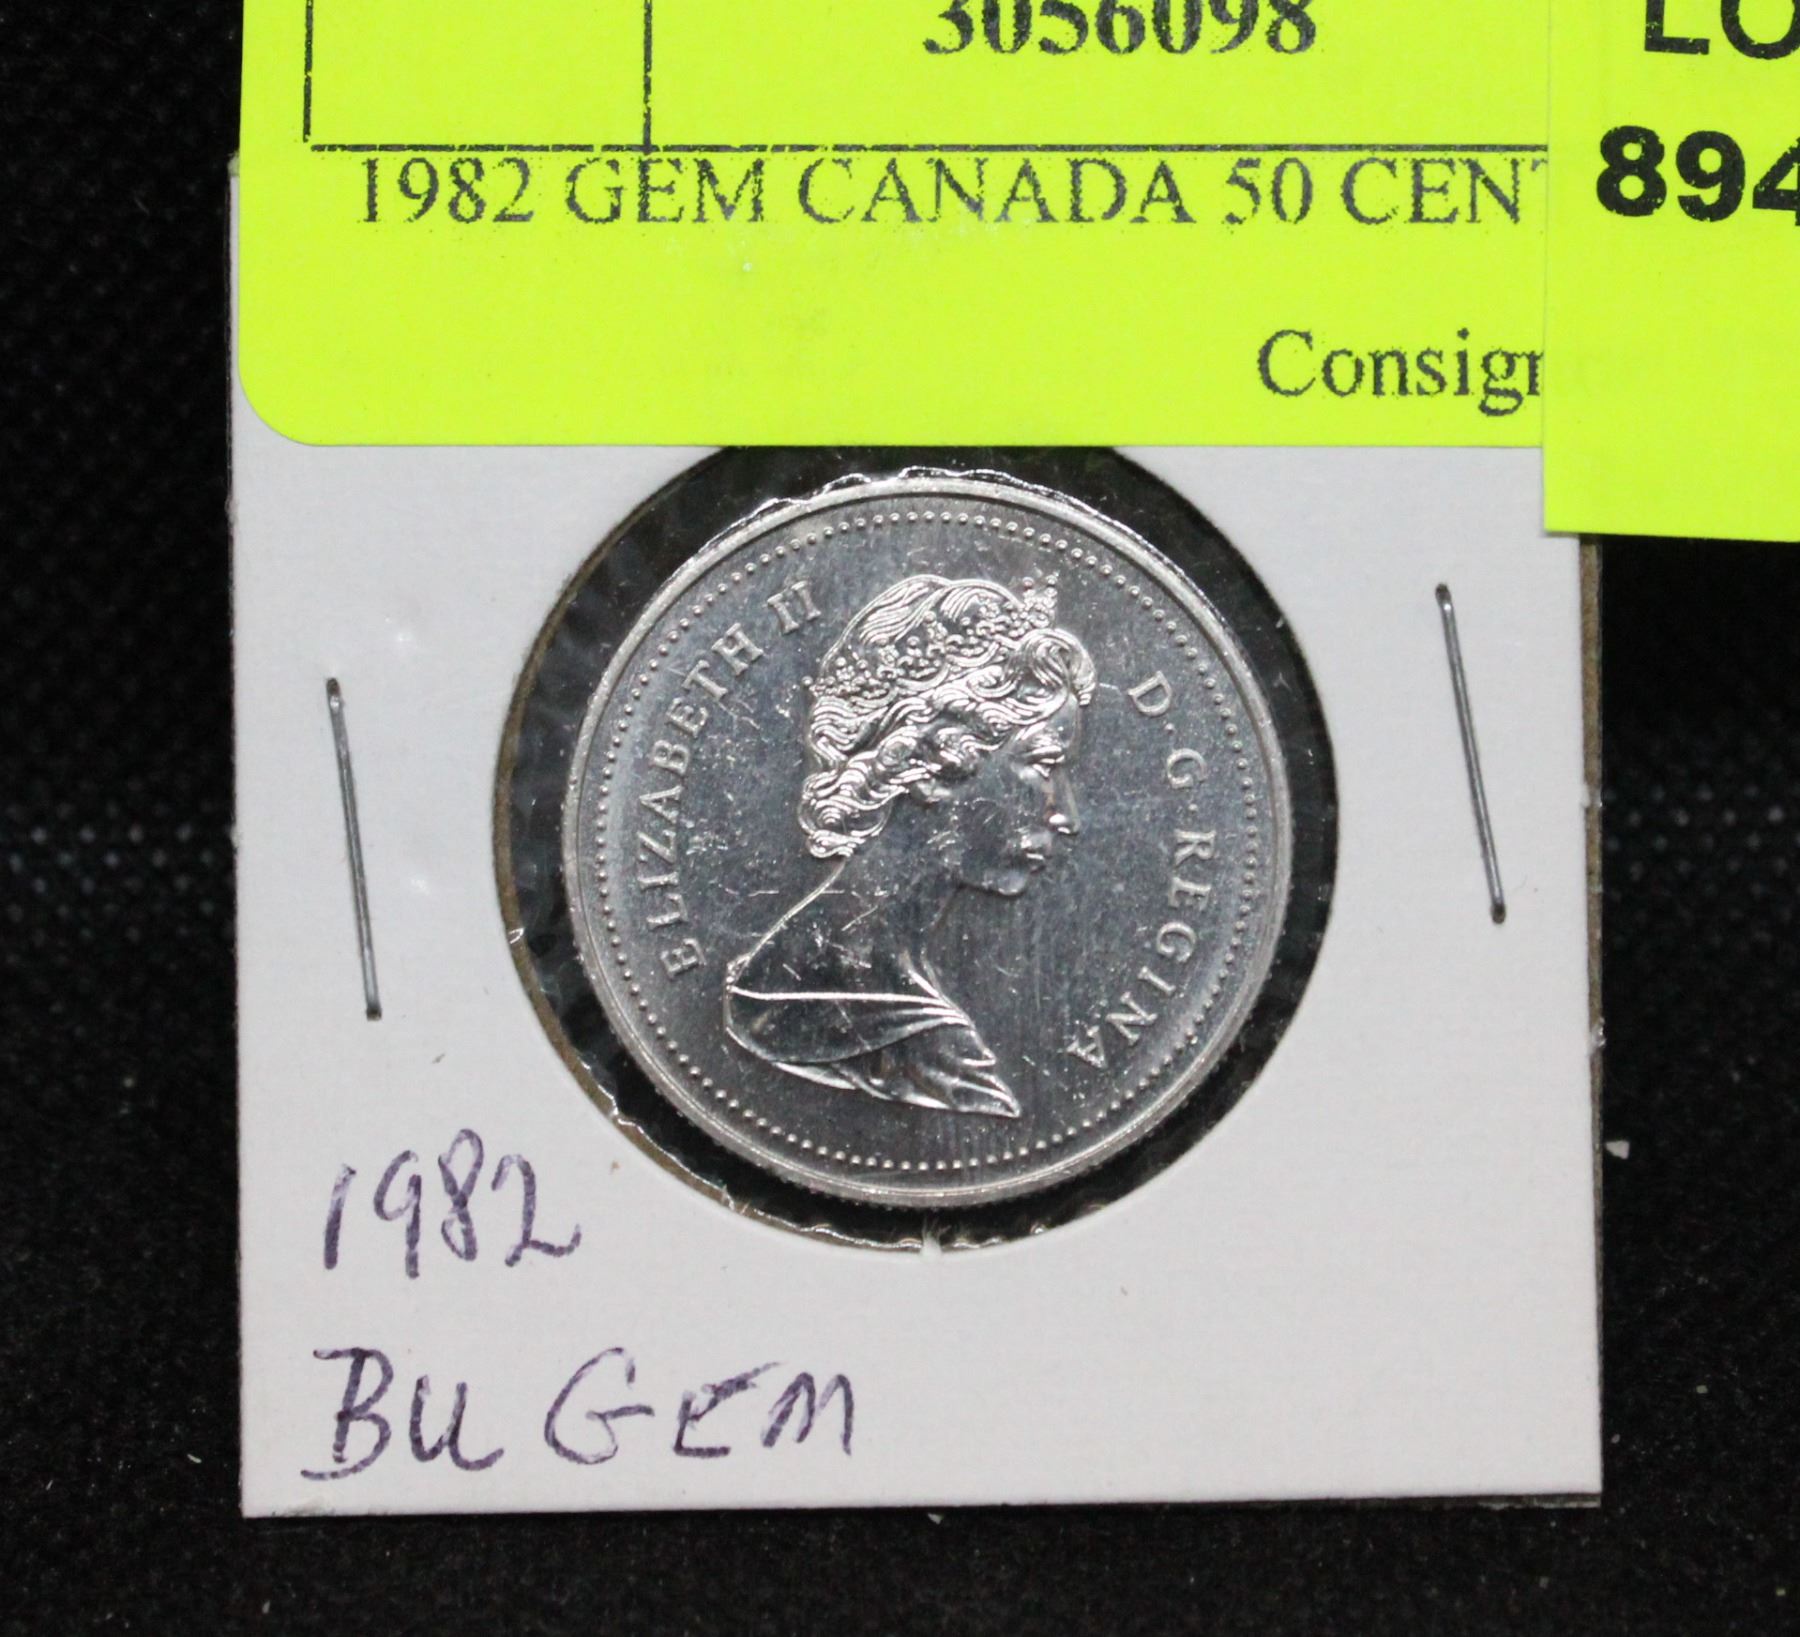 3056098
LO
894
1982 GEM CANADA 50 CENT
Consign
ELIZABETH II D·G·REGINA
1982
BU GEM